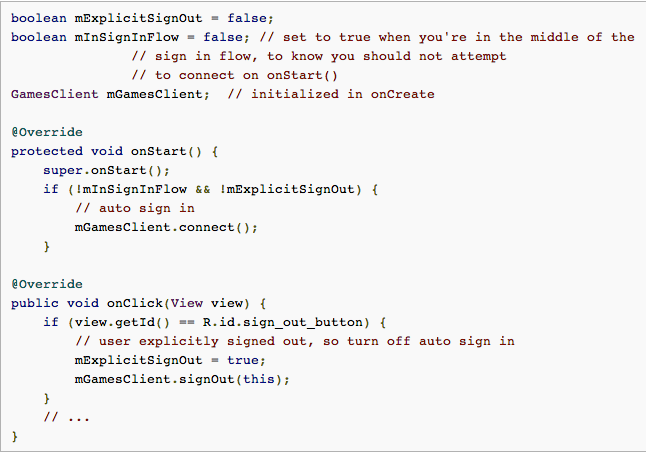 boolean mExplicitSignOut = false;
boolean mInSignInFlow = false; // set to true when you're in the middle of the
// sign in flow, to know you should not attempt
// to connect on onStart()
GamesClient mGamesClient;  // initialized in onCreate
@Override
protected void onStart() {
super.onStart();
if (!mInSignInFlow && !mExplicitSignOut) {
// auto sign in
mGamesClient.connect();
}
@Override
public void onClick(View view) {
if (view.getId() == R.id.sign_out_button) {
// user explicitly signed out, so turn off auto sign in
mExplicitSignOut = true;
mGamesClient.signOut(this);
}
// ...
}